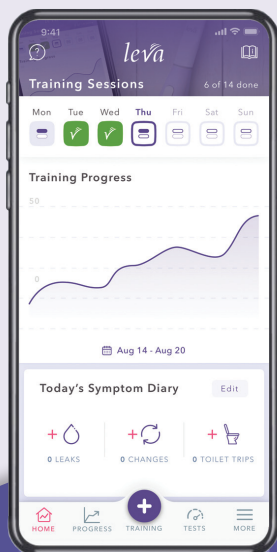 9:41
leva
Training Sessions 6 of 14 done
Mon Tue Wed Thu Fri Sat Sun
Training Progress
50
0
Aug 14 - Aug 20
Today's Symptom Diary Edit
+ + +
0 LEAKS 0 CHANGES 0 TOILET TRIPS
+
HOME PROGRESS TRAINING TESTS MORE